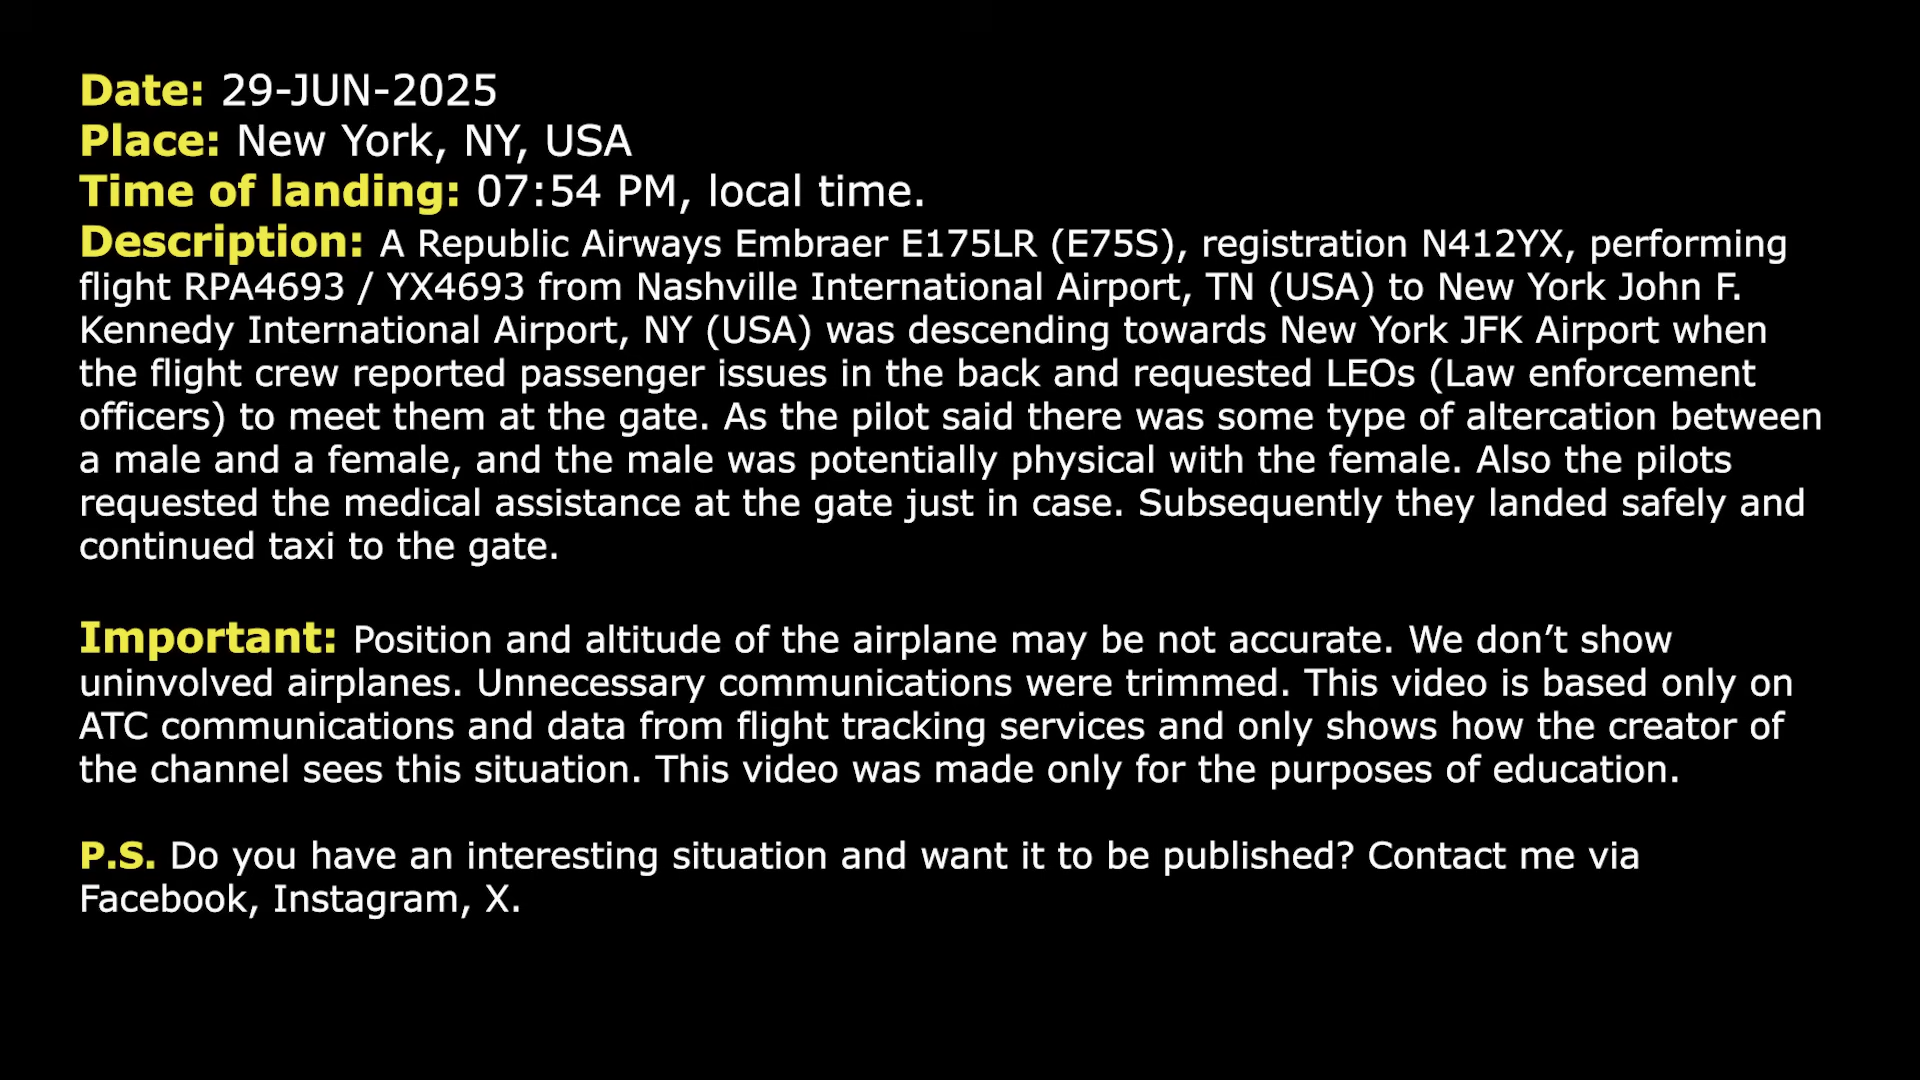 Date: 29-JUN-2025
Place: New York, NY, USA
Time of landing: 07:54 PM, local time.
Description: A Republic Airways Embraer E175LR (E75S), registration N412YX, performing
flight RPA4693 / YX4693 from Nashville International Airport, TN (USA) to New York John F.
Kennedy International Airport, NY (USA) was descending towards New York JFK Airport when
the flight crew reported passenger issues in the back and requested LEOs (Law enforcement
officers) to meet them at the gate. As the pilot said there was some type of altercation between
a male and a female, and the male was potentially physical with the female. Also the pilots
requested the medical assistance at the gate just in case. Subsequently they landed safely and
continued taxi to the gate.
Important: Position and altitude of the airplane may be not accurate. We don’t show
uninvolved airplanes. Unnecessary communications were trimmed. This video is based only on
ATC communications and data from flight tracking services and only shows how the creator of
the channel sees this situation. This video was made only for the purposes of education.
P.S. Do you have an interesting situation and want it to be published? Contact me via
Facebook, Instagram, X.